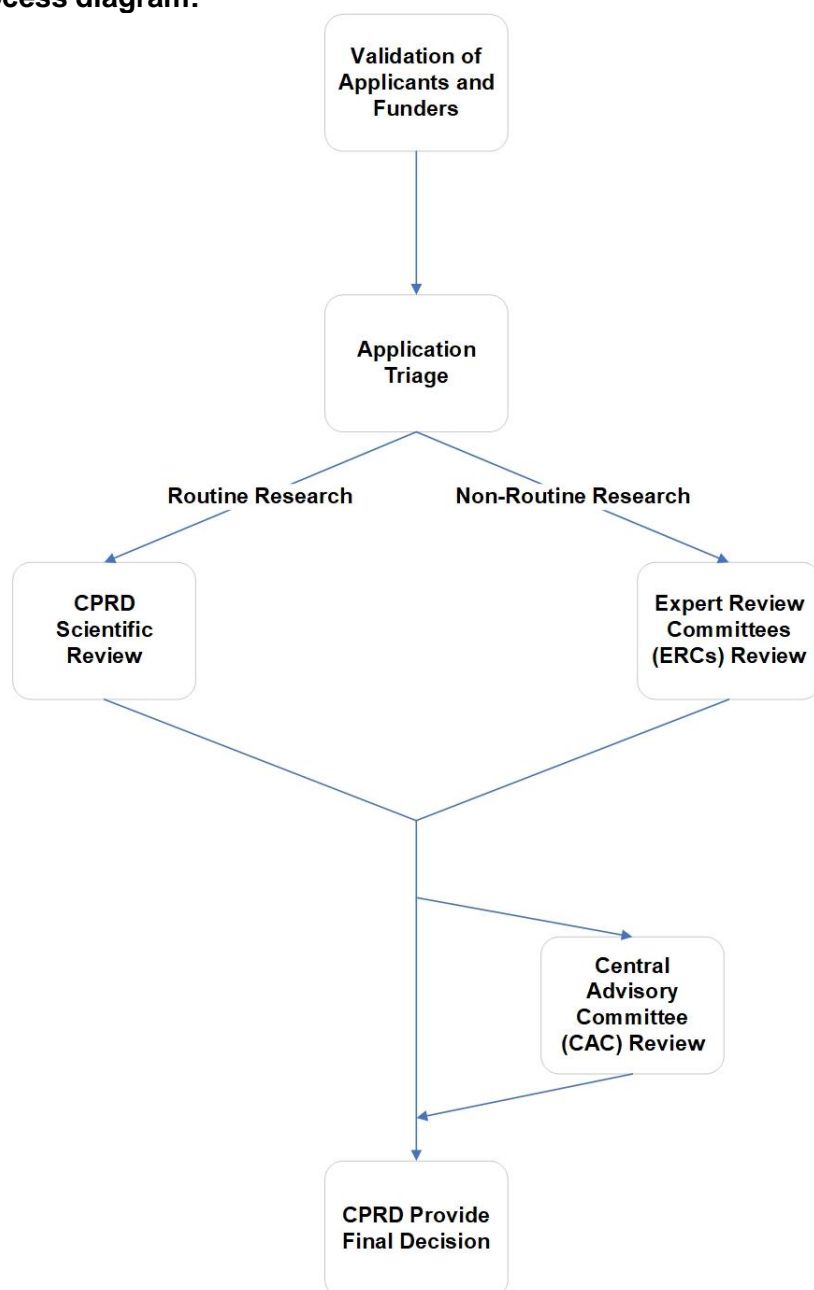 cess diagram:
Validation of
Applicants and
Funders
Application
Triage
Routine Research
Non-Routine Research
CPRD
Scientific
Review
Expert Review
Committees
(ERCs) Review
Central
Advisory
Committee
(CAC) Review
CPRD Provide
Final Decision